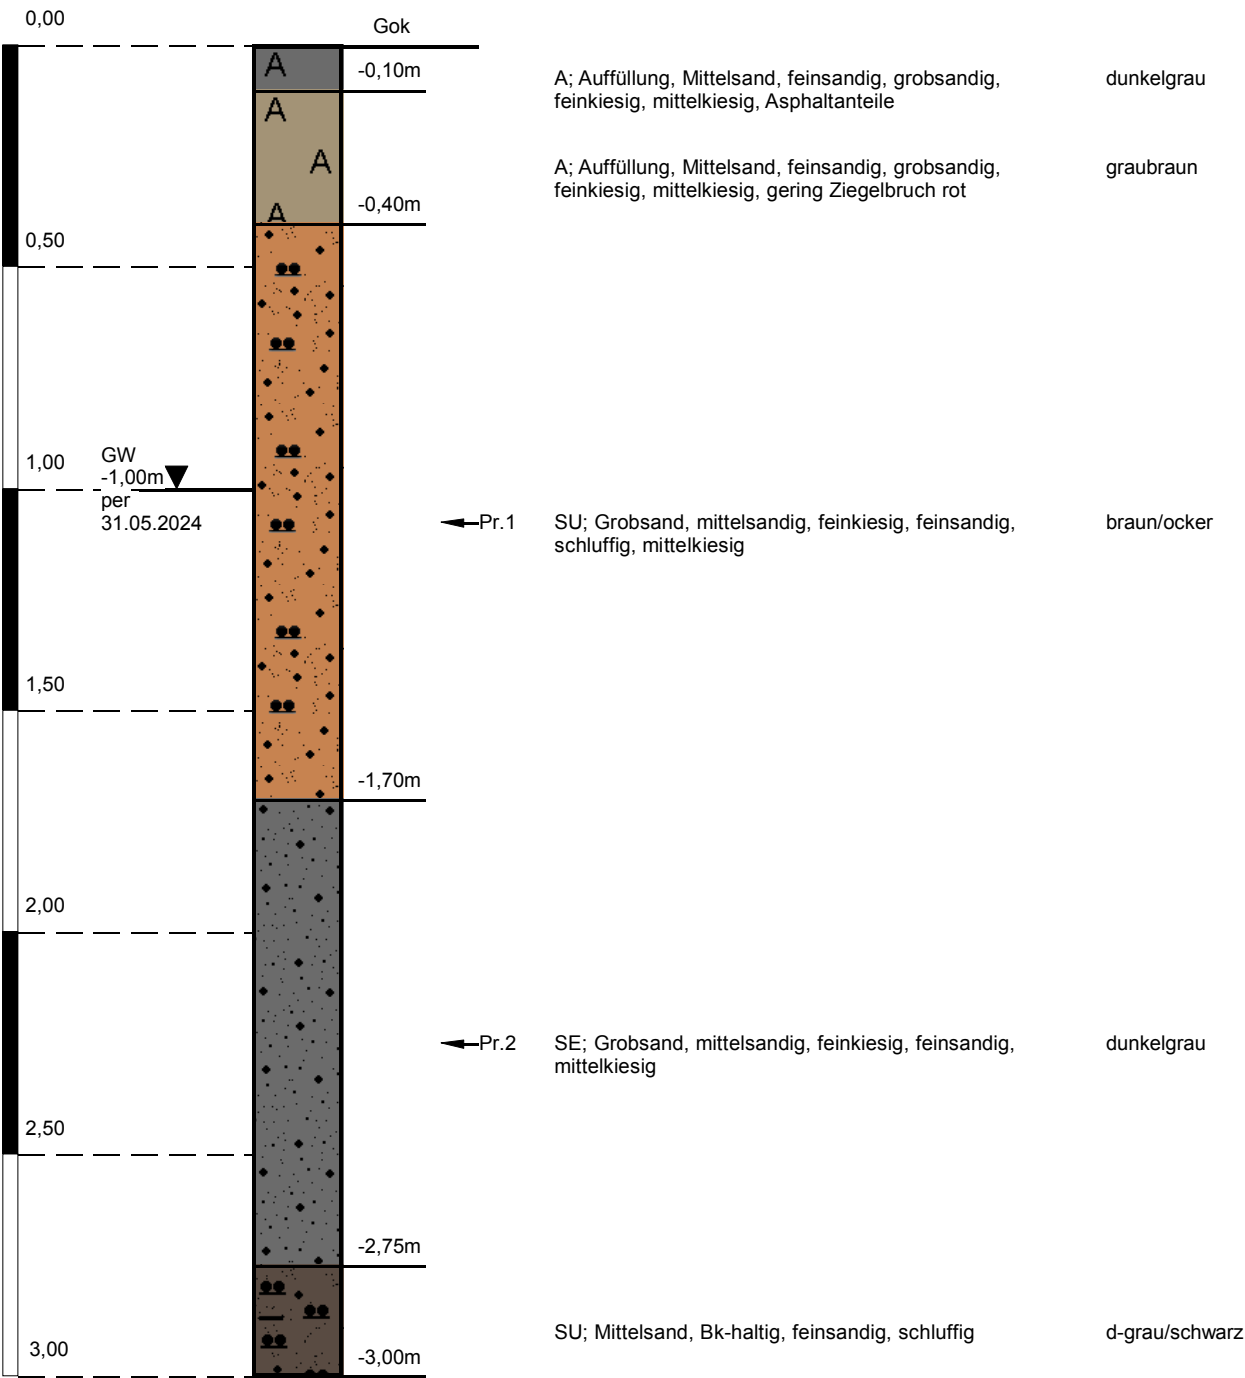 0,00
Gok
A
-0,10m
A; Auffüllung, Mittelsand, feinsandig, grobsandig,
feinkiesig, mittelkiesig, Asphaltanteile
dunkelgrau
A
A
A
-0,40m
A; Auffüllung, Mittelsand, feinsandig, grobsandig,
feinkiesig, mittelkiesig, gering Ziegelbruch rot
graubraun
0,50
1,00
GW
-1,00m
per
31.05.2024
Pr.1
SU; Grobsand, mittelsandig, feinkiesig, feinsandig,
schluffig, mittelkiesig
braun/ocker
1,50
-1,70m
2,00
Pr.2
SE; Grobsand, mittelsandig, feinkiesig, feinsandig,
mittelkiesig
dunkelgrau
2,50
-2,75m
SU; Mittelsand, Bk-haltig, feinsandig, schluffig
d-grau/schwarz
3,00
-3,00m